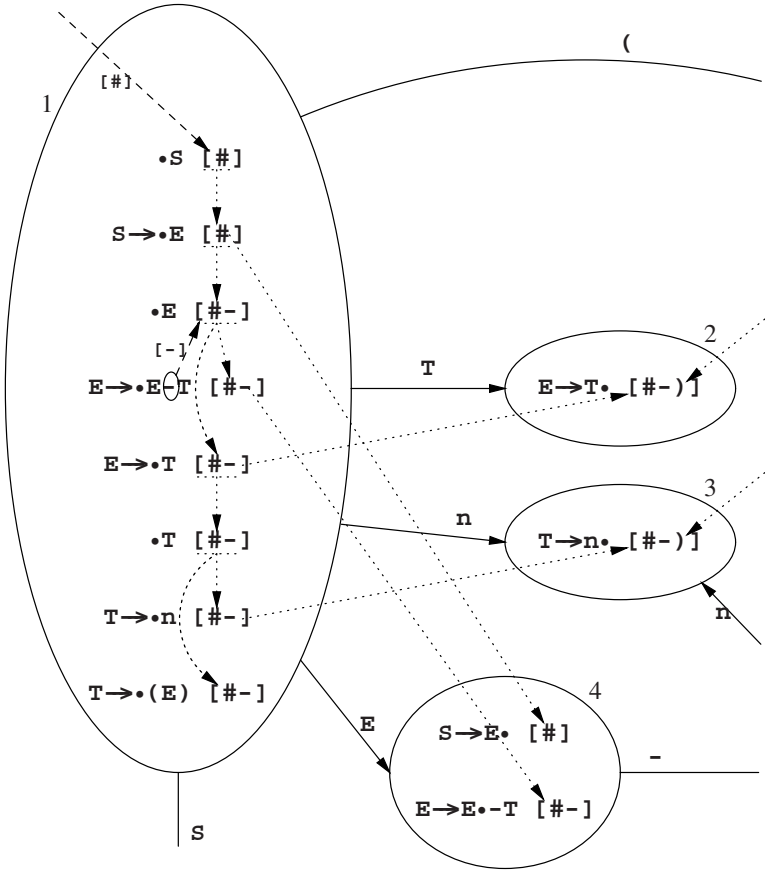 (
[#]
1
•S [#]
S→•E [#]
•E [#-]
[-]
E→•E-T [#-]
E→•T [#-]
•T [#-]
T→•n [#-]
T→•(E) [#-]
S
T
2
E→T• [#-)]
n
3
T→n• [#-)]
n
E
4
S→E• [#]
E→E•-T [#-]
-